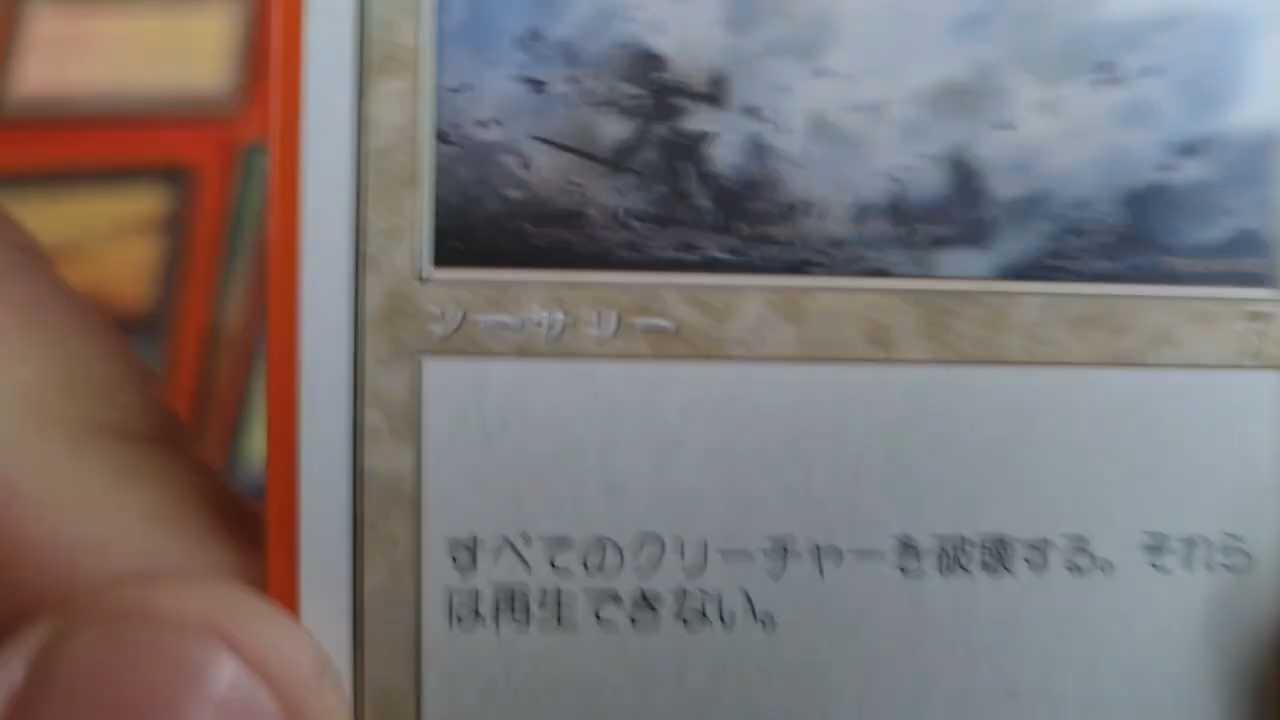 ソーサリー
すべてのクリーチャーを破壊する。それら
は再生できない。